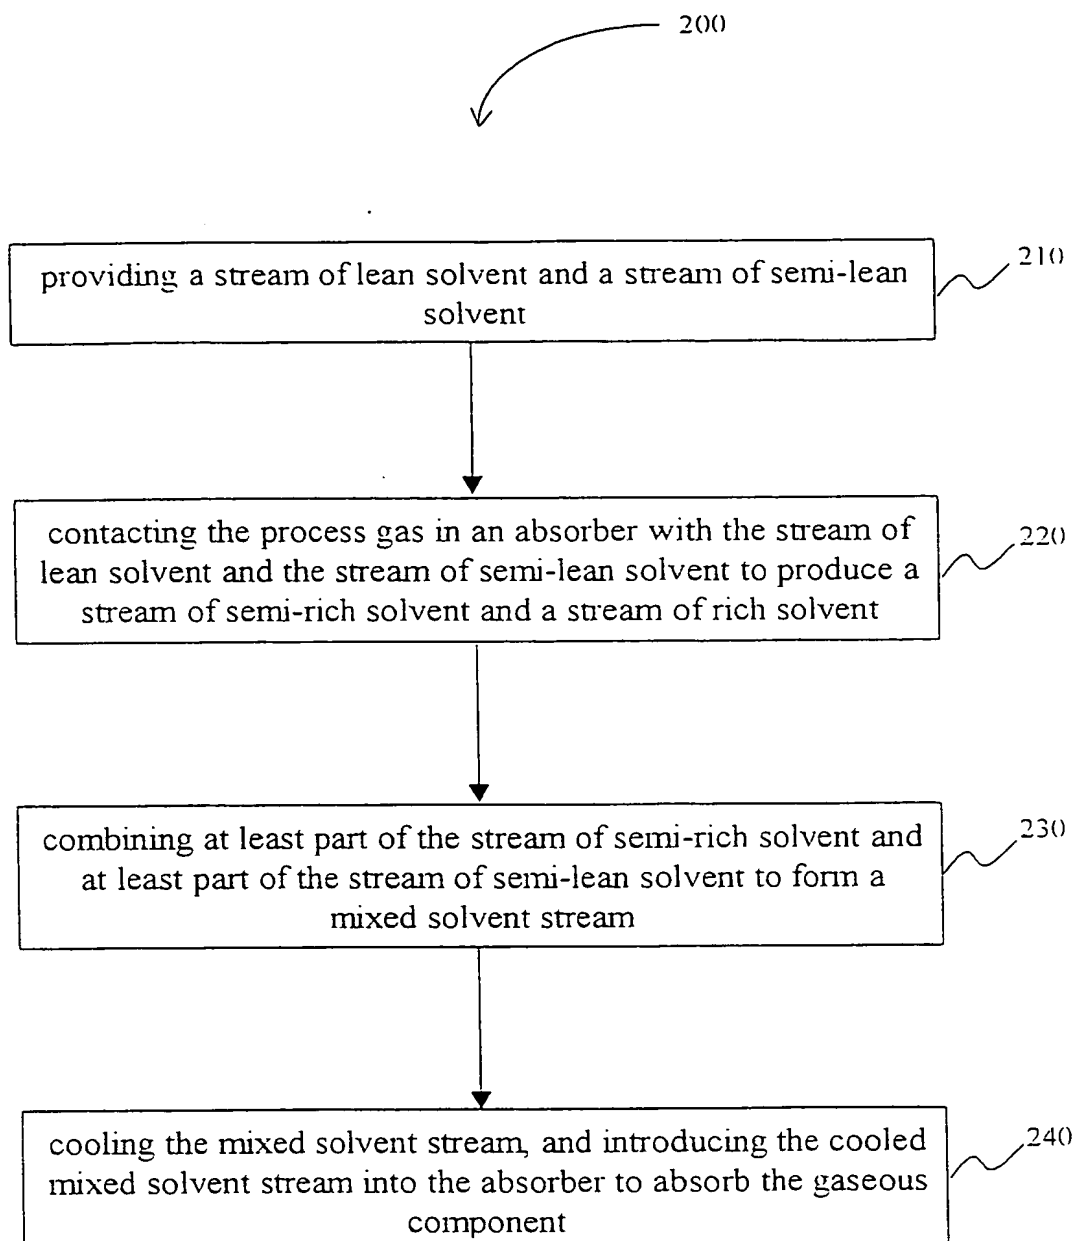 200
providing a stream of lean solvent and a stream of semi-lean
solvent
210
contacting the process gas in an absorber with the stream of
lean solvent and the stream of semi-lean solvent to produce a
stream of semi-rich solvent and a stream of rich solvent
220
combining at least part of the stream of semi-rich solvent and
at least part of the stream of semi-lean solvent to form a
mixed solvent stream
230
cooling the mixed solvent stream, and introducing the cooled
mixed solvent stream into the absorber to absorb the gaseous
component
240